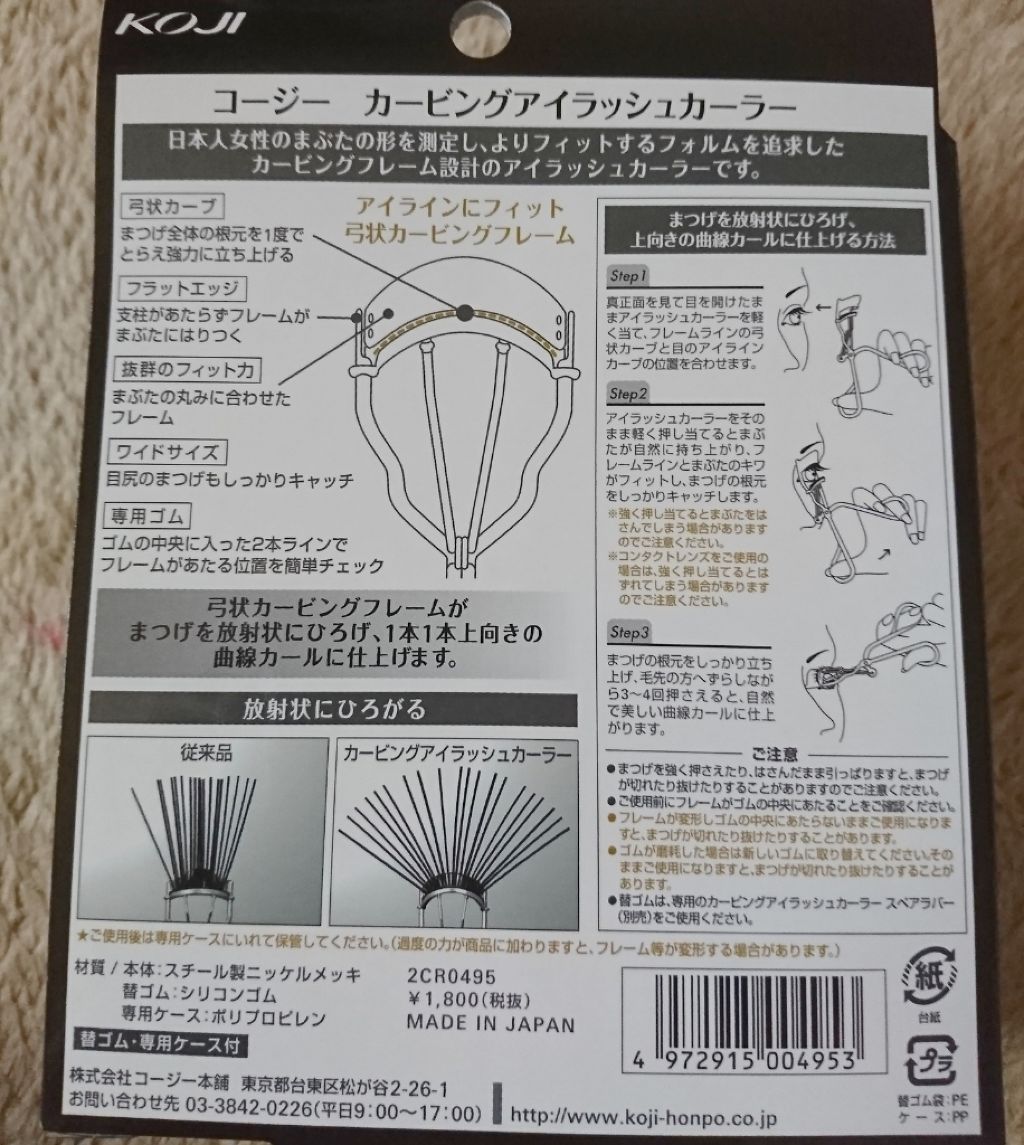 KOJI
コージー カービングアイラッシュカーラー
日本人女性のまぶたの形を測定し、よりフィットするフォルムを追求した
カービングフレーム設計のアイラッシュカーラーです。
弓状カーブ
まつげ全体の根元を1度で
とらえ強力に立ち上げる
フラットエッジ
支柱があたらずフレームが
まぶたにはりつく
抜群のフィット力
まぶたの丸みに合わせた
フレーム
ワイドサイズ
目尻のまつげもしっかりキャッチ
専用ゴム
ゴムの中央に入った2本ラインで
フレームがあたる位置を簡単チェック
アイラインにフィット
弓状カービングフレーム
弓状カービングフレームが
まつげを放射状にひろげ、1本1本上向きの
曲線カールに仕上げます。
放射状にひろがる
従来品
カービングアイラッシュカーラー
まつげを放射状にひろげ、
上向きの曲線カールに仕上げる方法
Step1
真正面を見て目を開けたま
まアイラッシュカーラーを軽
く当て、フレームラインの弓
状カーブと目のアイライン
カーブの位置を合わせます。
Step2
アイラッシュカーラーをその
まま軽く押し当てるとまぶ
たが自然に持ち上がり、フ
レームラインとまぶたのキワ
がフィットし、まつげの根元
をしっかりキャッチします。
※強く押し当てるとまぶたをは
さんでしまう場合があります
のでご注意ください。
※コンタクトレンズをご使用の
場合は、強く押し当てるとは
ずれてしまう場合があります
のでご注意ください。
Step3
まつげの根元をしっかり立ち
上げ、毛先の方へずらしなが
ら3～4回押さえると、自然
で美しい曲線カールに仕上
がります。
ご注意
●まつげを強く押さえたり、はさんだまま引っぱりますと、まつげ
が切れたり抜けたりすることがありますのでご注意ください。
●ご使用前にフレームがゴムの中央にあたることをご確認ください。
●フレームが変形しゴムの中央にあたらないままご使用になりま
すと、まつげが切れたり抜けたりすることがあります。
●ゴムが磨耗した場合は新しいゴムに取り替えてください。その
ままご使用になりますと、まつげが切れたり抜けたりすることが
あります。
●替ゴムは、専用のカービングアイラッシュカーラー スペアラバー
(別売)をご使用ください。
★ご使用後は専用ケースにいれて保管してください。(過度の力が商品に加わりますと、フレーム等が変形する場合があります。)
材質 / 本体:スチール製ニッケルメッキ
替ゴム:シリコンゴム
専用ケース:ポリプロピレン
替ゴム・専用ケース付
2CR0495
¥1,800(税抜)
MADE IN JAPAN
4 972915 004953
紙
台紙
プラ
替ゴム袋:PE
ケース:PP
株式会社コージー本舗 東京都台東区松が谷2-26-1
お問い合わせ先 03-3842-0226(平日9:00～17:00)
http://www.koji-honpo.co.jp